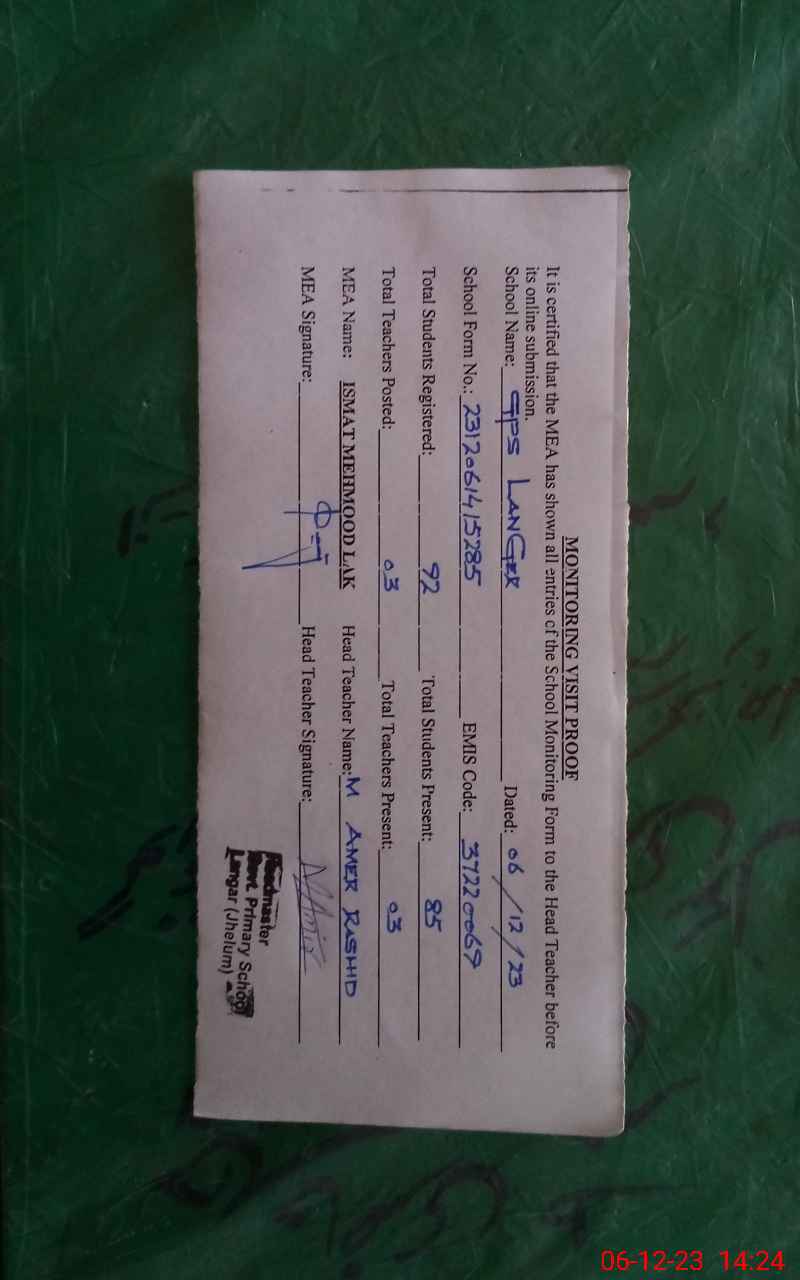 MONITORING VISIT PROOF
It is certified that the MEA has shown all entries of the School Monitoring Form to the Head Teacher before
its online submission.
School Name: GPS LANGER Dated: 06/12/23
School Form No.: 2312061415285 EMIS Code: 37220069
Total Students Registered: 92 Total Students Present: 85
Total Teachers Posted: 03 Total Teachers Present: 03
MEA Name: ISMAT MEHMOOD LAK Head Teacher Name: M AMER RASHID
MEA Signature: Head Teacher Signature:
Headmaster
Govt. Primary School
Langar (Jhelum)
06-12-23 14:24